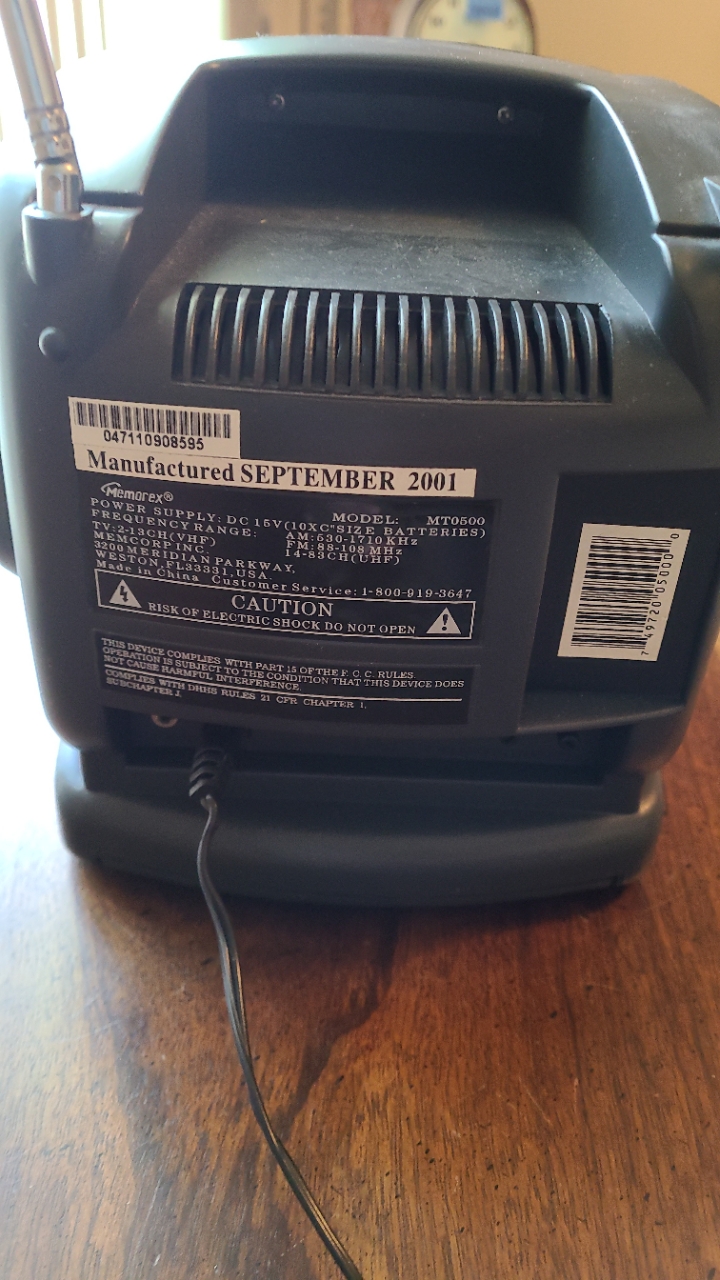 047110908595
Manufactured SEPTEMBER 2001
Memorex®
MODEL: MT0500
POWER SUPPLY: DC 15V(10XC"SIZE BATTERIES)
FREQUENCY RANGE: AM:530-1710 KHz
FM:88-108 MHz
TV:2-13CH(VHF) 14-83CH(UHF)
MEMCORP INC.
3200 MERIDIAN PARKWAY,
WESTON, FL33331, USA
Made in China Customer Service: 1-800-919-3647
CAUTION
RISK OF ELECTRIC SHOCK DO NOT OPEN
THIS DEVICE COMPLIES WITH PART 15 OF THE F. C. C. RULES
OPERATION IS SUBJECT TO THE CONDITION THAT THIS DEVICE DOES
NOT CAUSE HARMFUL INTERFERENCE.
COMPLIES WITH DHHS RULES 21 CFR CHAPTER 1,
SUBCHAPTER J.
7 49720 05000 0